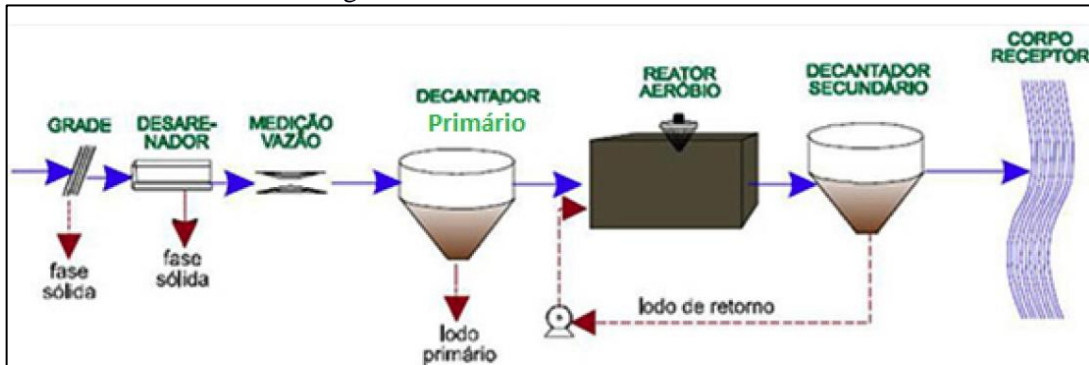 GRADE
DESARE-
NADOR
MEDIÇÃO
VAZÃO
DECANTADOR
Primário
REATOR
AERÓBIO
DECANTADOR
SECUNDÁRIO
CORPO
RECEPTOR
fase
sólida
fase
sólida
lodo
primário
lodo de retorno